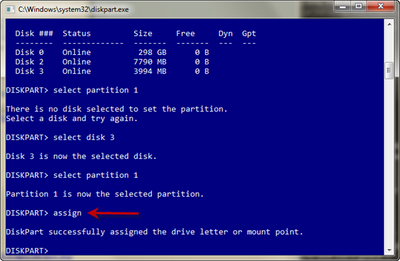 C:\Windows\system32\diskpart.exe
Disk ### Status Size Free Dyn Gpt
-------- ------------- ------- ------- --- ---
Disk 0 Online 298 GB 0 B
Disk 2 Online 7790 MB 0 B
Disk 3 Online 3994 MB 0 B
DISKPART> select partition 1
There is no disk selected to set the partition.
Select a disk and try again.
DISKPART> select disk 3
Disk 3 is now the selected disk.
DISKPART> select partition 1
Partition 1 is now the selected partition.
DISKPART> assign
DiskPart successfully assigned the drive letter or mount point.
DISKPART>